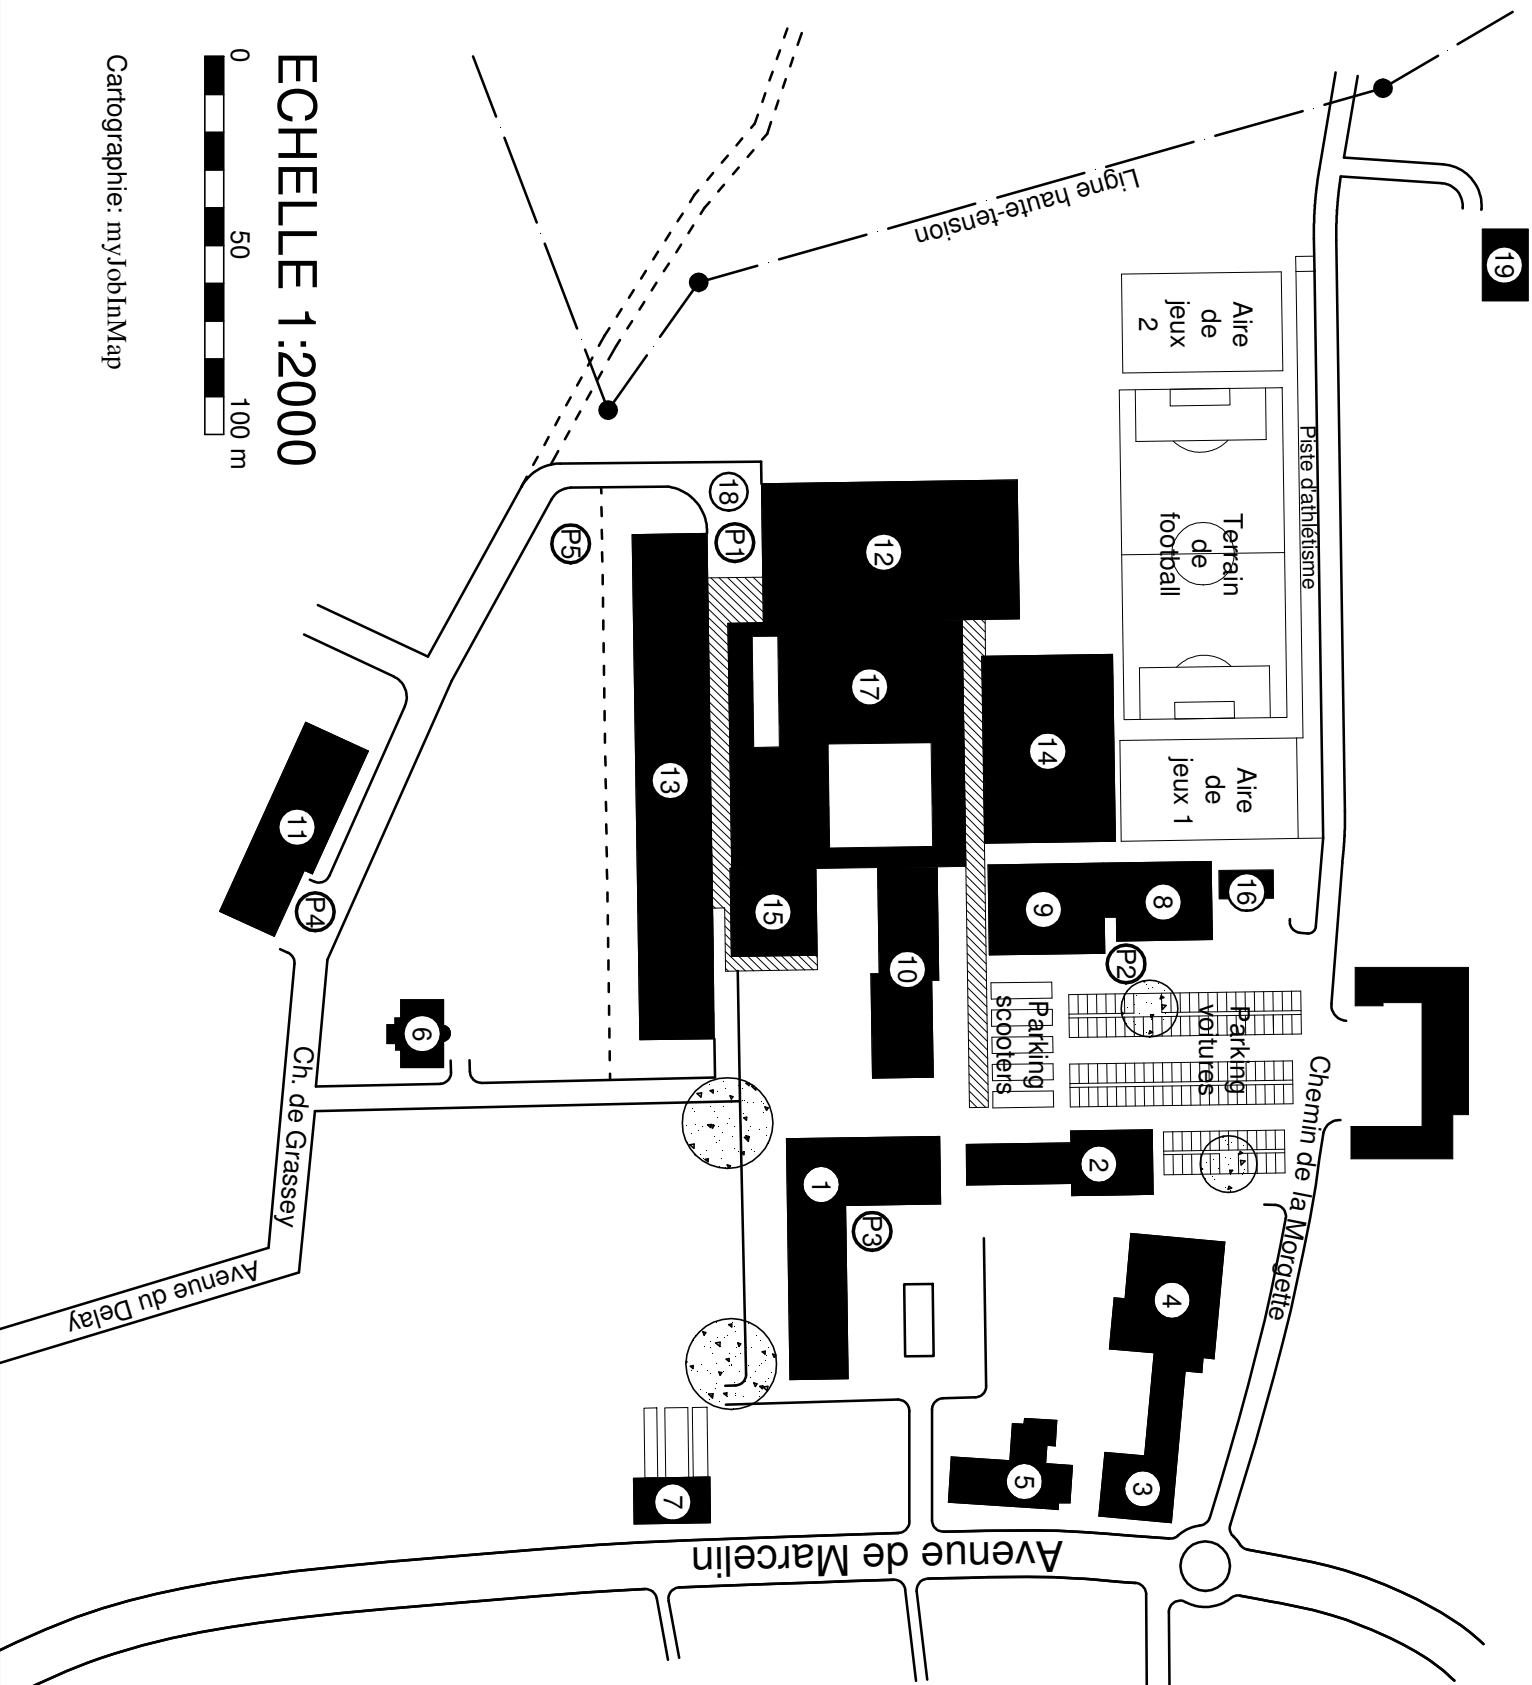 ECHELLE 1:2000
0
50
100 m
Cartographie: myJobInMap
Ligne haute-tension
19
Aire
de
jeux
2
Piste d'athlétisme
Terrain
de
football
Aire
de
jeux 1
18
P1
P5
12
17
14
13
11
P4
15
10
9
8
16
P2
Parking
scooters
Parking
voitures
6
Ch. de Grassey
Chemin de la Morgette
Avenue du Delay
1
2
P3
4
5
3
7
Avenue de Marcelin